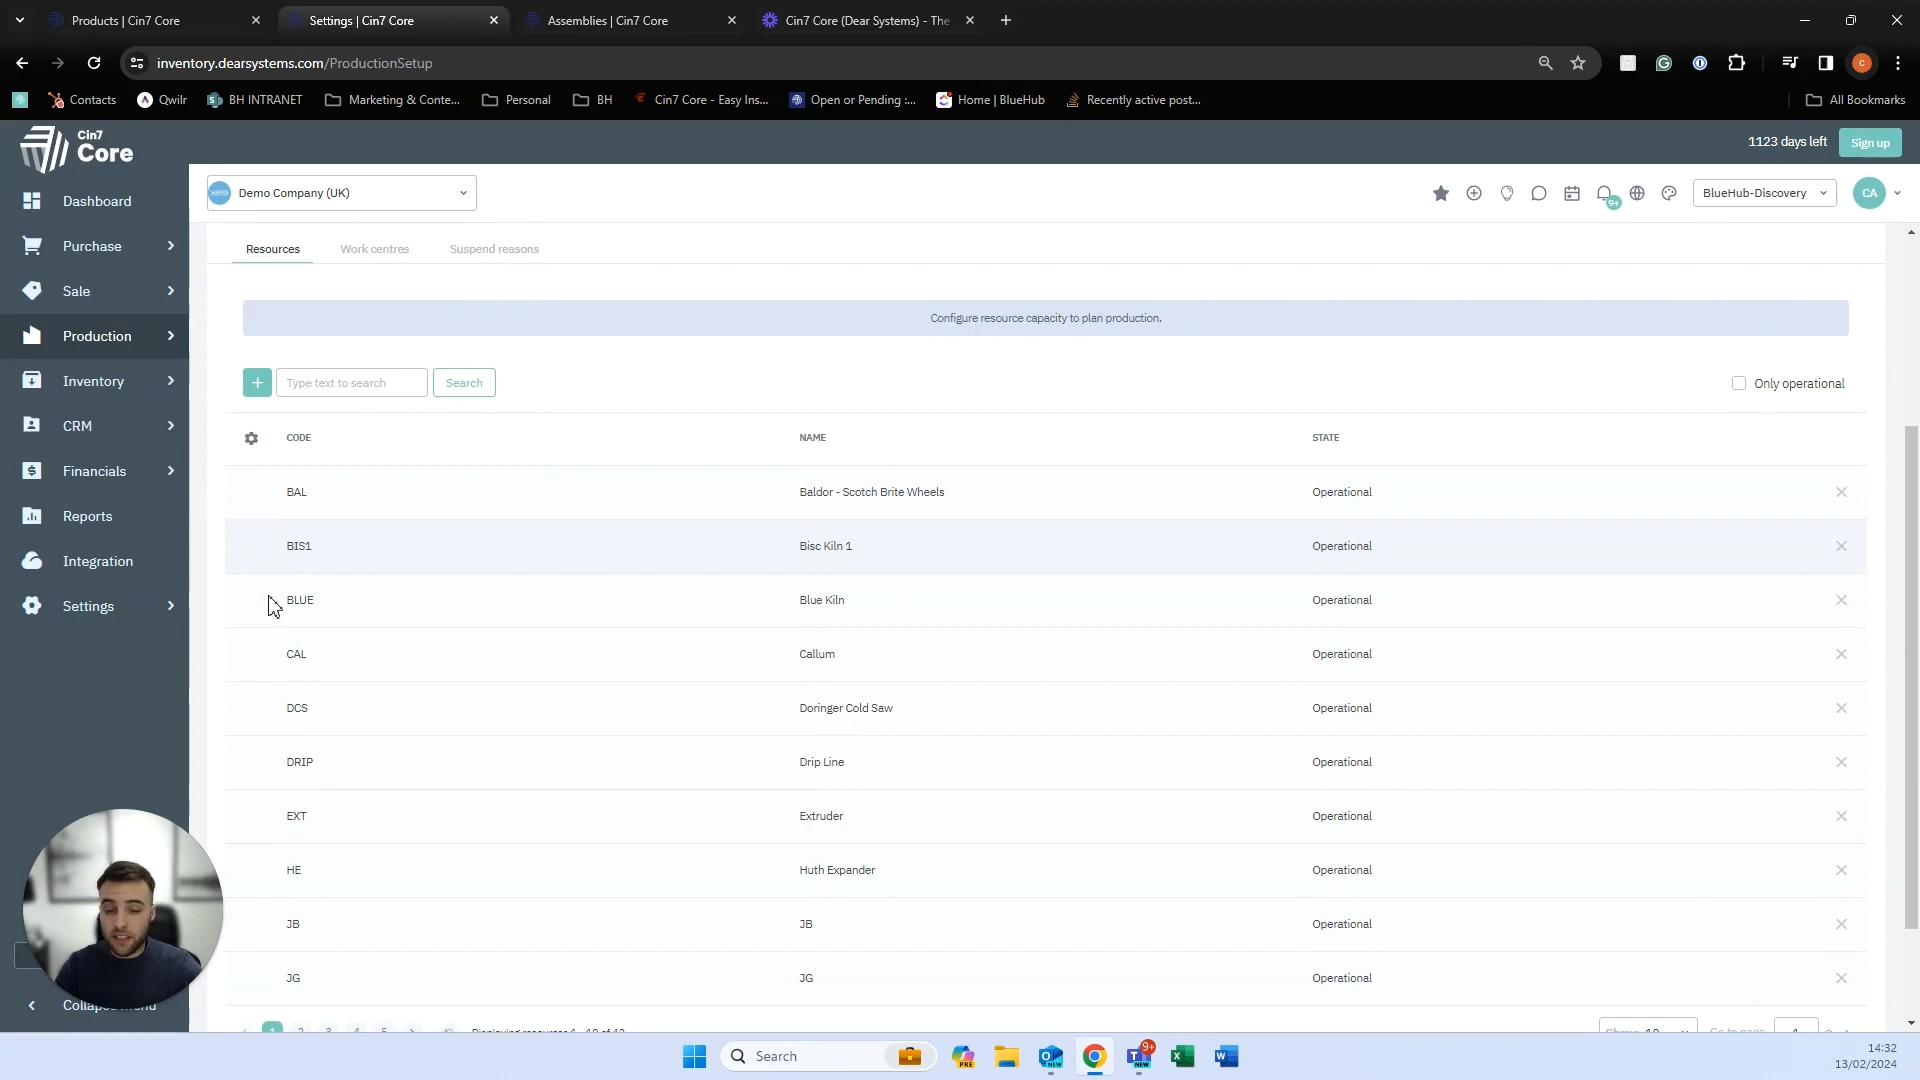 Products | Cin7 Core
Settings | Cin7 Core
Assemblies | Cin7 Core
Cin7 Core (Dear Systems) - The
inventory.dearsystems.com/ProductionSetup
Contacts
Qwilr
BH INTRANET
Marketing & Conte...
Personal
BH
Cin7 Core - Easy Ins...
Open or Pending :...
Home | BlueHub
Recently active post...
All Bookmarks
Cin7
Core
1123 days left
Sign up
Demo Company (UK)
9+
BlueHub-Discovery
CA
Dashboard
Purchase
Sale
Production
Inventory
CRM
Financials
Reports
Integration
Settings
Resources
Work centres
Suspend reasons
Configure resource capacity to plan production.
Type text to search
Search
Only operational
CODE NAME STATE
BAL Baldor - Scotch Brite Wheels Operational
BIS1 Bisc Kiln 1 Operational
BLUE Blue Kiln Operational
CAL Callum Operational
DCS Doringer Cold Saw Operational
DRIP Drip Line Operational
EXT Extruder Operational
HE Huth Expander Operational
JB JB Operational
JG JG Operational
Search
PRE
NEW
9+
NEW
14:32
13/02/2024